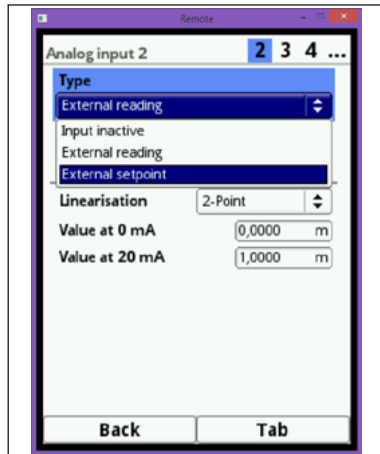 Remote
Analog input 2 2 3 4 ...
Type
External reading
Input inactive
External reading
External setpoint
Linearisation 2-Point
Value at 0 mA 0,0000 m
Value at 20 mA 1,0000 m
Back Tab